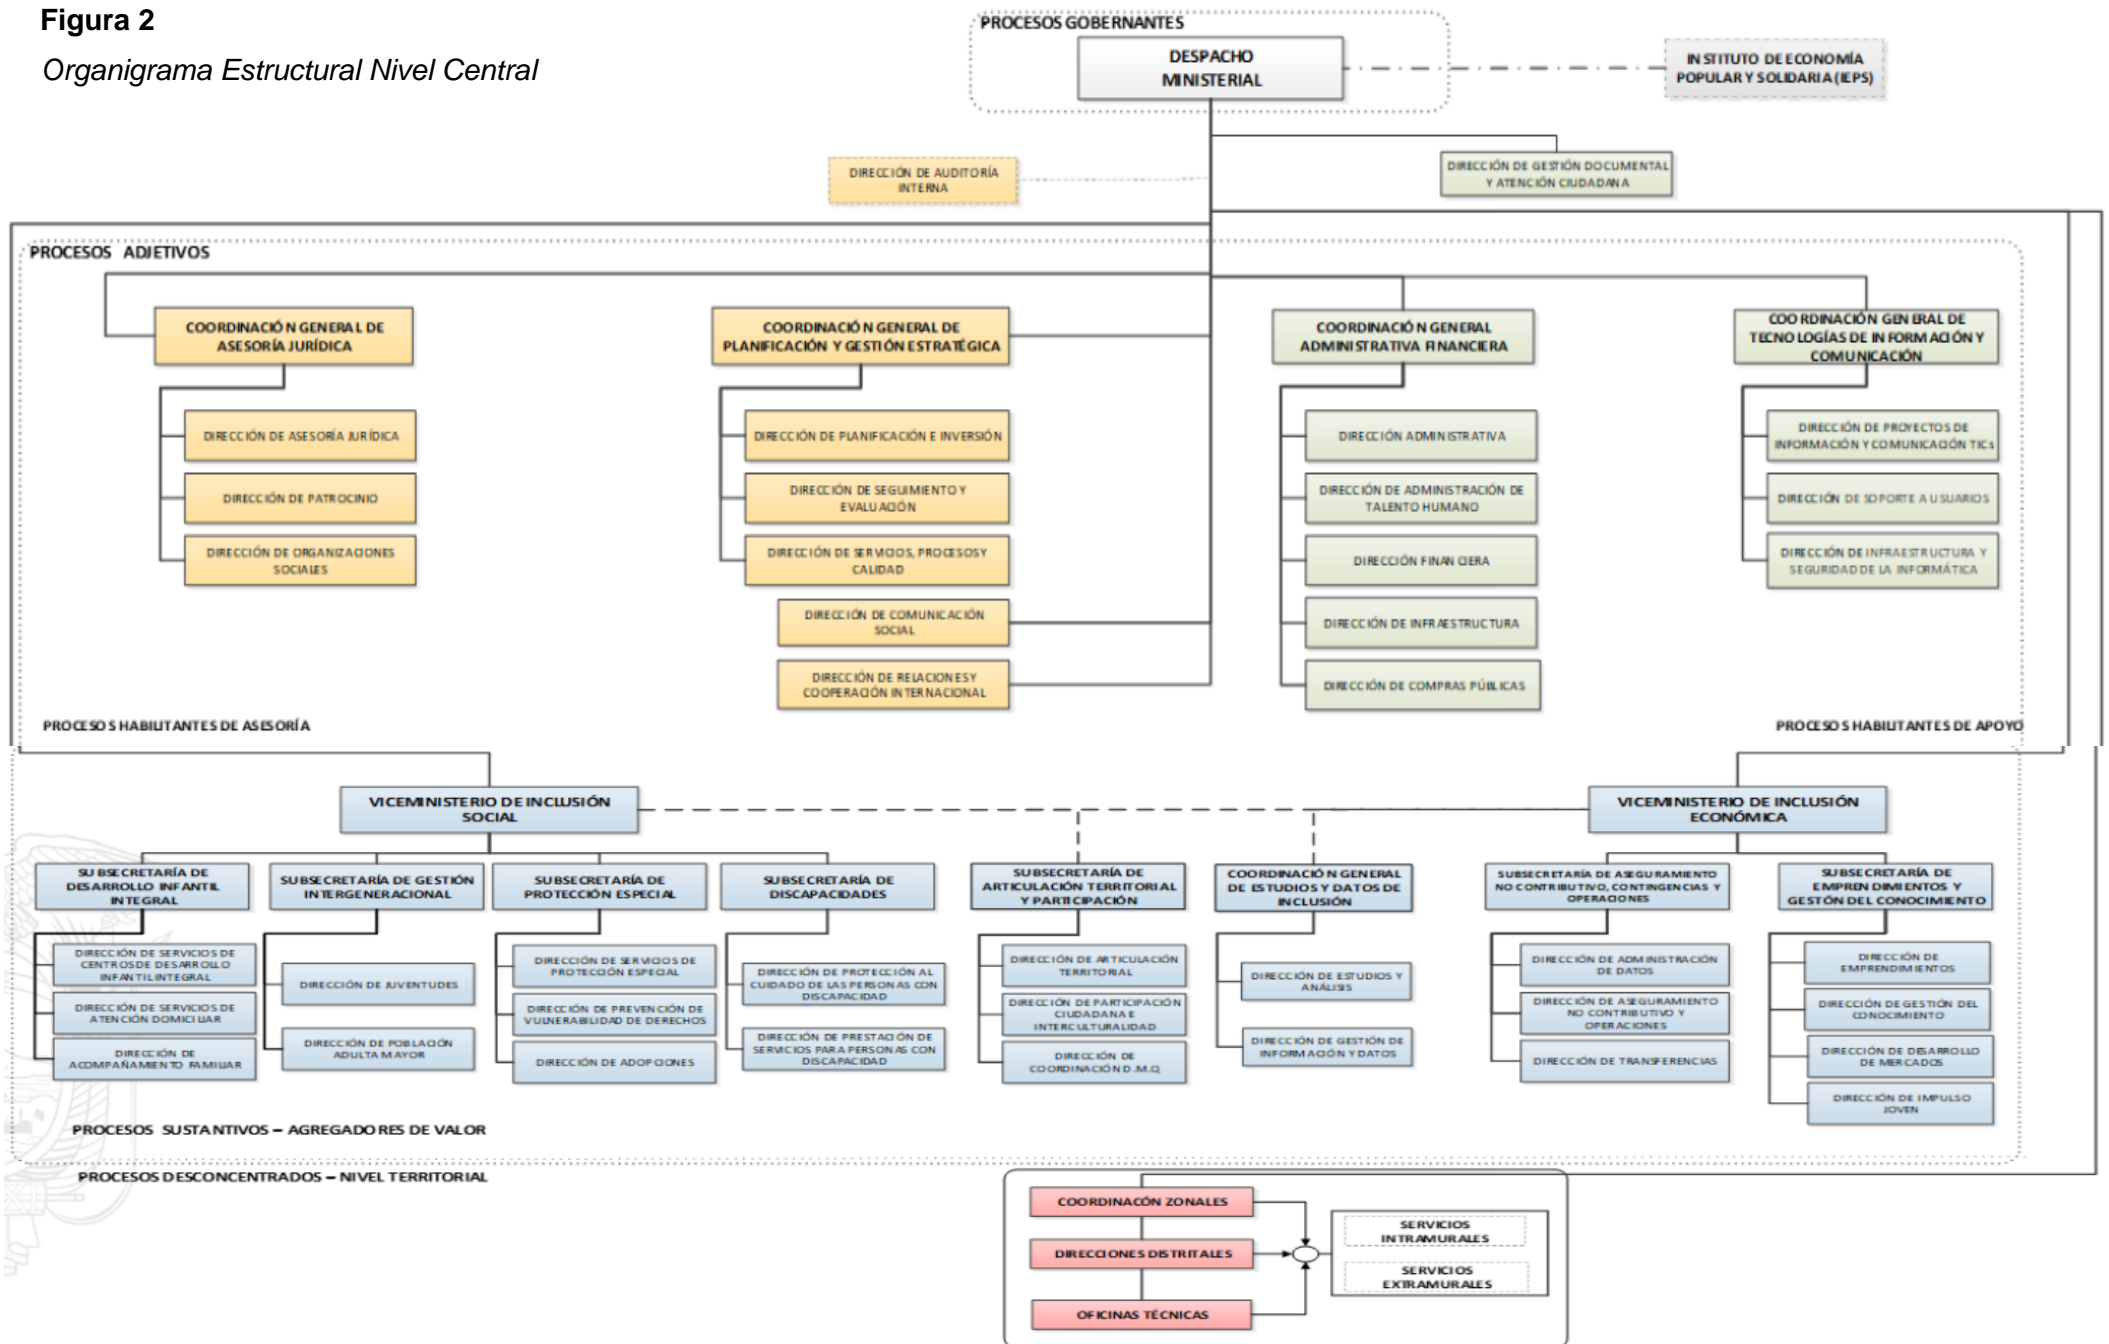 Figura 2
Organigrama Estructural Nivel Central
PROCESOS GOBERNANTES
DESPACHO
MINISTERIAL
INSTITUTO DE ECONOMÍA
POPULAR Y SOLIDARIA (IEPS)
DIRECCIÓN DE AUDITORÍA
INTERNA
DIRECCIÓN DE GESTIÓN DOCUMENTAL
Y ATENCIÓN CIUDADANA
PROCESOS ADJETIVOS
COORDINACIÓN GENERAL DE
ASESORÍA JURÍDICA
COORDINACIÓN GENERAL DE
PLANIFICACIÓN Y GESTIÓN ESTRATÉGICA
COORDINACIÓN GENERAL
ADMINISTRATIVA FINANCIERA
COORDINACIÓN GENERAL DE
TECNOLOGÍAS DE INFORMACIÓN Y
COMUNICACIÓN
DIRECCIÓN DE ASESORÍA JURÍDICA
DIRECCIÓN DE PATROCINIO
DIRECCIÓN DE ORGANIZACIONES
SOCIALES
DIRECCIÓN DE PLANIFICACIÓN E INVERSIÓN
DIRECCIÓN DE SEGUIMIENTO Y
EVALUACIÓN
DIRECCIÓN DE SERVICIOS, PROCESOS Y
CALIDAD
DIRECCIÓN DE COMUNICACIÓN
SOCIAL
DIRECCIÓN DE RELACIONES Y
COOPERACIÓN INTERNACIONAL
DIRECCIÓN ADMINISTRATIVA
DIRECCIÓN DE ADMINISTRACIÓN DE
TALENTO HUMANO
DIRECCIÓN FINANCIERA
DIRECCIÓN DE INFRAESTRUCTURA
DIRECCIÓN DE COMPRAS PÚBLICAS
DIRECCIÓN DE PROYECTOS DE
INFORMACIÓN Y COMUNICACIÓN TICs
DIRECCIÓN DE SOPORTE A USUARIOS
DIRECCIÓN DE INFRAESTRUCTURA Y
SEGURIDAD DE LA INFORMÁTICA
PROCESOS HABILITANTES DE ASESORÍA
PROCESOS HABILITANTES DE APOYO
VICEMINISTERIO DE INCLUSIÓN
SOCIAL
VICEMINISTERIO DE INCLUSIÓN
ECONÓMICA
SUBSECRETARÍA DE
DESARROLLO INFANTIL
INTEGRAL
SUBSECRETARÍA DE GESTIÓN
INTERGENERACIONAL
SUBSECRETARÍA DE
PROTECCIÓN ESPECIAL
SUBSECRETARÍA DE
DISCAPACIDADES
SUBSECRETARÍA DE
ARTICULACIÓN TERRITORIAL
Y PARTICIPACIÓN
COORDINACIÓN GENERAL
DE ESTUDIOS Y DATOS DE
INCLUSIÓN
SUBSECRETARÍA DE ASEGURAMIENTO
NO CONTRIBUTIVO, CONTINGENCIAS Y
OPERACIONES
SUBSECRETARÍA DE
EMPRENDIMIENTOS Y
GESTÓN DEL CONOCIMIENTO
DIRECCIÓN DE SERVICIOS DE
CENTROS DE DESARROLLO
INFANTIL INTEGRAL
DIRECCIÓN DE SERVICIOS DE
ATENCIÓN DOMICILIAR
DIRECCIÓN DE
ACOMPAÑAMIENTO FAMILIAR
DIRECCIÓN DE JUVENTUDES
DIRECCIÓN DE POBLACIÓN
ADULTA MAYOR
DIRECCIÓN DE SERVICIOS DE
PROTECCIÓN ESPECIAL
DIRECCIÓN DE PREVENCIÓN DE
VULNERABILIDAD DE DERECHOS
DIRECCIÓN DE ADOPCIONES
DIRECCIÓN DE PROTECCIÓN AL
CUIDADO DE LAS PERSONAS CON
DISCAPACIDAD
DIRECCIÓN DE PRESTACIÓN DE
SERVICIOS PARA PERSONAS CON
DISCAPACIDAD
DIRECCIÓN DE ARTICULACIÓN
TERRITORIAL
DIRECCIÓN DE PARTICIPACIÓN
CIUDADANA E
INTERCULTURALIDAD
DIRECCIÓN DE
COORDINACIÓN D.M.Q.
DIRECCIÓN DE ESTUDIOS Y
ANÁLISIS
DIRECCIÓN DE GESTIÓN DE
INFORMACIÓN Y DATOS
DIRECCIÓN DE ADMINISTRACIÓN
DE DATOS
DIRECCIÓN DE ASEGURAMIENTO
NO CONTRIBUTIVO Y
OPERACIONES
DIRECCIÓN DE TRANSFERENCIAS
DIRECCIÓN DE
EMPRENDIMIENTOS
DIRECCIÓN DE GESTIÓN DEL
CONOCIMIENTO
DIRECCIÓN DE DESARROLLO
DE MERCADOS
DIRECCIÓN DE IMPULSO
JOVEN
PROCESOS SUSTANTIVOS – AGREGADORES DE VALOR
PROCESOS DESCONCENTRADOS – NIVEL TERRITORIAL
COORDINACÓN ZONALES
DIRECCIONES DISTRITALES
OFICINAS TÉCNICAS
SERVICIOS
INTRAMURALES
SERVICIOS
EXTRAMURALES